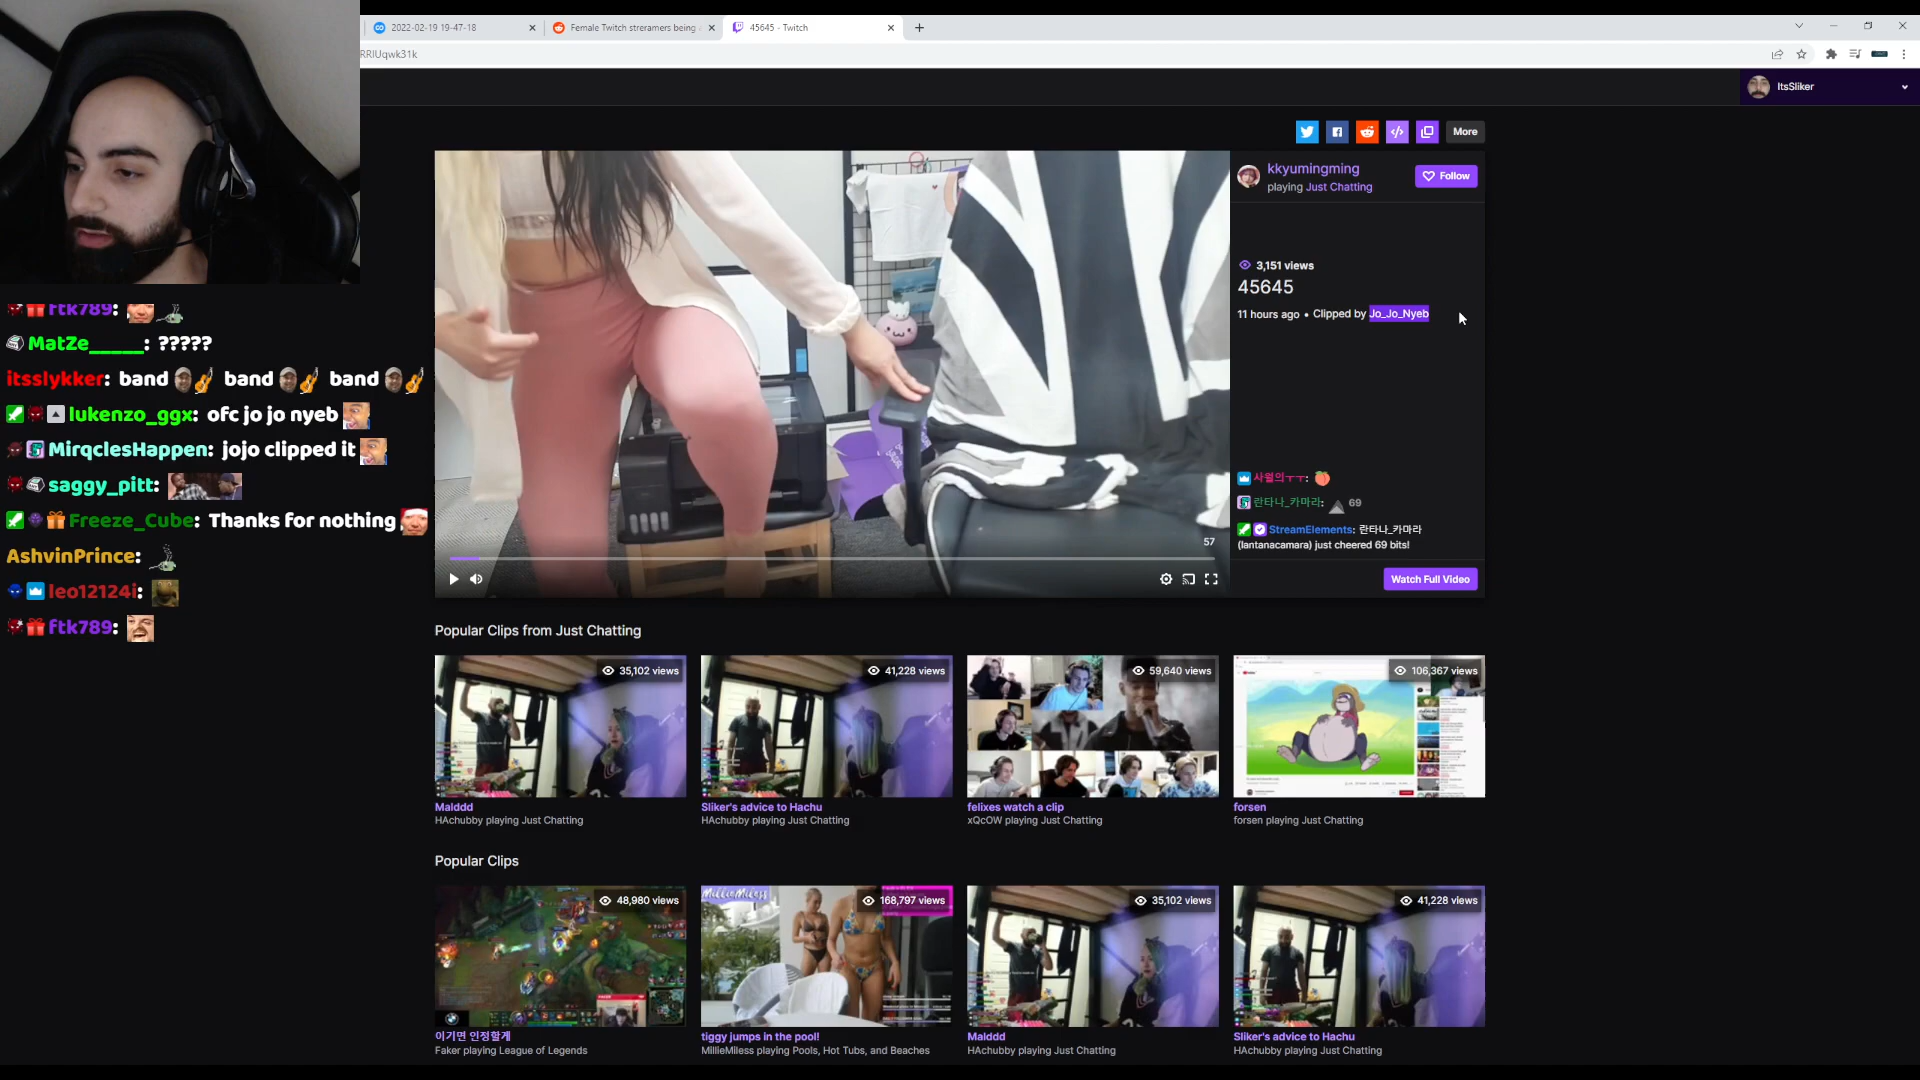 2022-02-19 19-47-18
Female Twitch streramers being
45645 - Twitch
RRlUqwk31k
ItsSliker
More
kkyumingming
playing Just Chatting
Follow
3,151 views
45645
11 hours ago • Clipped by Jo_Jo_Nyeb
사월의ㅜㅜ:
란타나_카마라: 69
StreamElements: 란타나_카마라
(lantanacamara) just cheered 69 bits!
57
Watch Full Video
ftk789:
MatZe_____: ?????
itsslykker: band band band
lukenzo_ggx: ofc jo jo nyeb
MirqclesHappen: jojo clipped it
saggy_pitt:
Freeze_Cube: Thanks for nothing
AshvinPrince:
leo12124i:
ftk789:
Popular Clips from Just Chatting
35,102 views
41,228 views
59,640 views
106,367 views
Malddd
HAchubby playing Just Chatting
Sliker's advice to Hachu
HAchubby playing Just Chatting
felixes watch a clip
xQcOW playing Just Chatting
forsen
forsen playing Just Chatting
Popular Clips
48,980 views
MillieMiless
168,797 views
35,102 views
41,228 views
이기면 인정할게
Faker playing League of Legends
tiggy jumps in the pool!
MillieMiless playing Pools, Hot Tubs, and Beaches
Malddd
HAchubby playing Just Chatting
Sliker's advice to Hachu
HAchubby playing Just Chatting